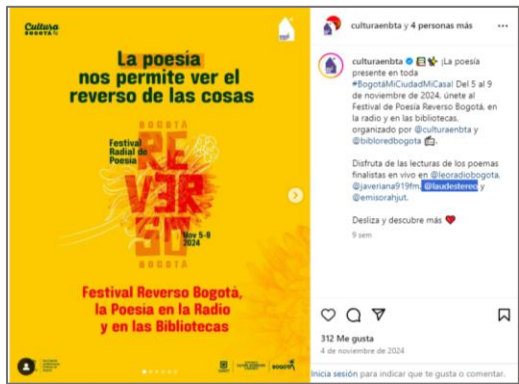 Cultura
BOGOTÁ
La poesía
nos permite ver el
reverso de las cosas
BOGOTÁ
Festival
Radial de
Poesía
RE
VER
SO
Nov 5-9
2024
BOGOTÁ
Festival Reverso Bogotá,
la Poesía en la Radio
y en las Bibliotecas
BOGOTÁ
culturaenbta y 4 personas más
culturaenbta ¡La poesía
presente en toda
#BogotáMiCiudadMiCasa! Del 5 al 9
de noviembre de 2024, únete al
Festival de Poesía Reverso Bogotá, en
la radio y en las bibliotecas,
organizado por @culturaenbta y
@bibloredbogota
Disfruta de las lecturas de los poemas
finalistas en vivo en @leoradiobogota,
@javeriana919fm, @laudestereo y
@emisorahjut.
Desliza y descubre más
9 sem
312 Me gusta
4 de noviembre de 2024
Inicia sesión para indicar que te gusta o comentar.